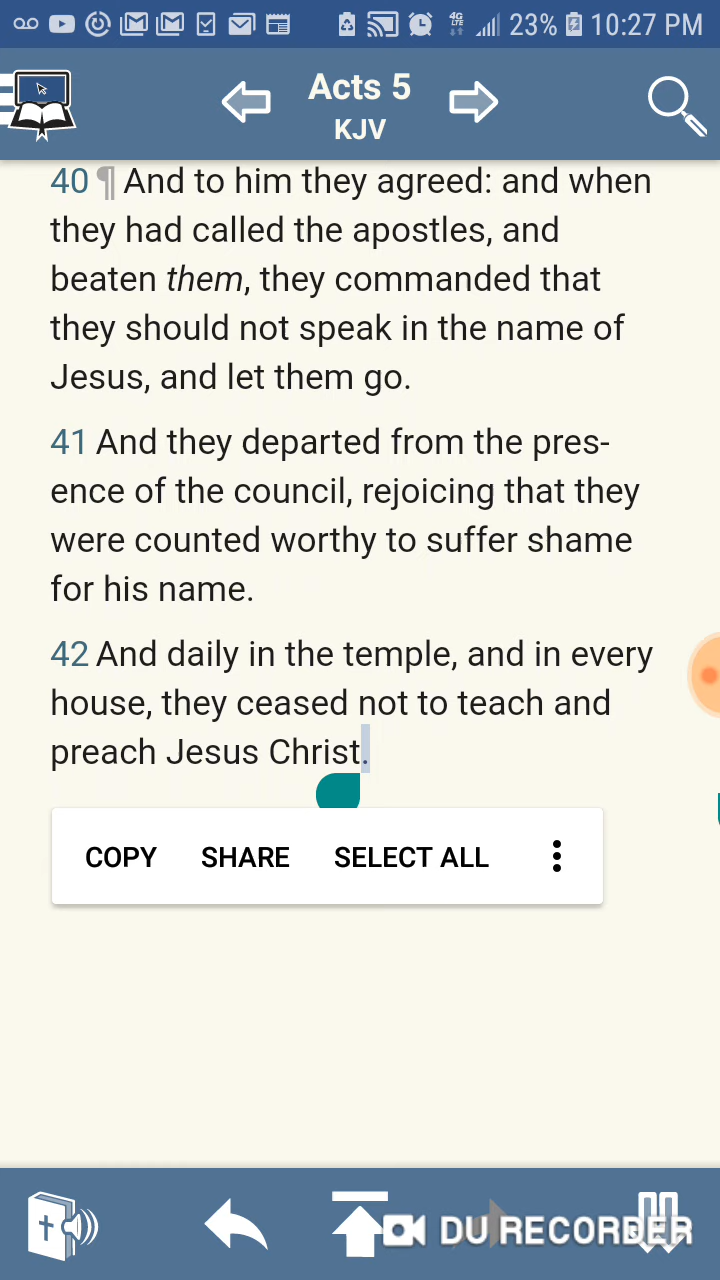 4G LTE 23% 10:27 PM
Acts 5
KJV
40 ¶ And to him they agreed: and when
they had called the apostles, and
beaten them, they commanded that
they should not speak in the name of
Jesus, and let them go.
41 And they departed from the pres-
ence of the council, rejoicing that they
were counted worthy to suffer shame
for his name.
42 And daily in the temple, and in every
house, they ceased not to teach and
preach Jesus Christ.
COPY SHARE SELECT ALL
DU RECORDER